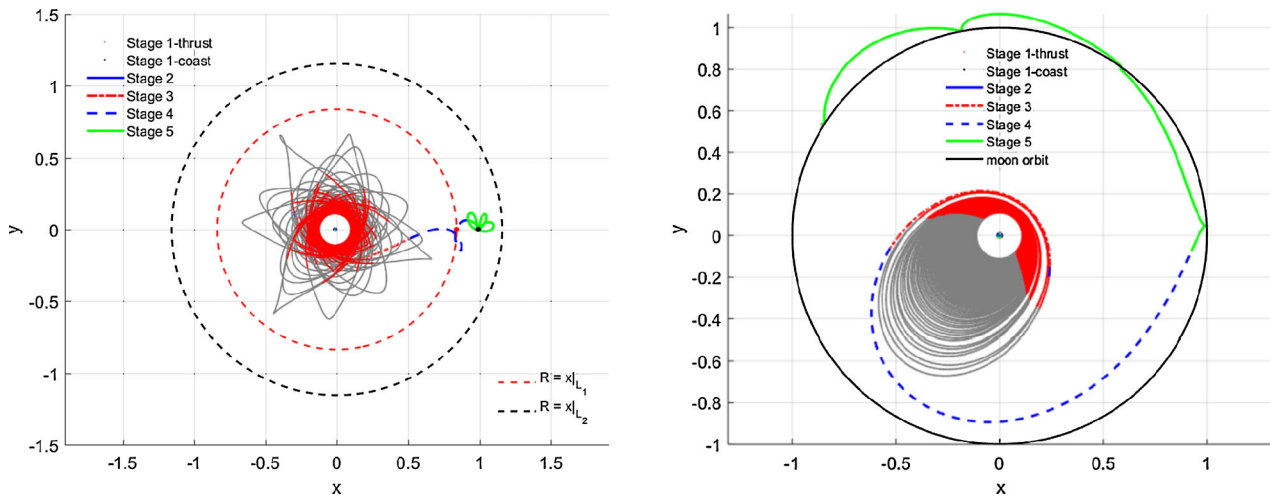 1.5
1
0.5
0
-0.5
-1
-1.5
y
-1.5
-1
-0.5
0
0.5
1
1.5
x
Stage 1-thrust
Stage 1-coast
Stage 2
Stage 3
Stage 4
Stage 5
R = x|L1
R = x|L2
1
0.8
0.6
0.4
0.2
0
-0.2
-0.4
-0.6
-0.8
-1
y
-1
-0.5
0
0.5
1
x
Stage 1-thrust
Stage 1-coast
Stage 2
Stage 3
Stage 4
Stage 5
moon orbit